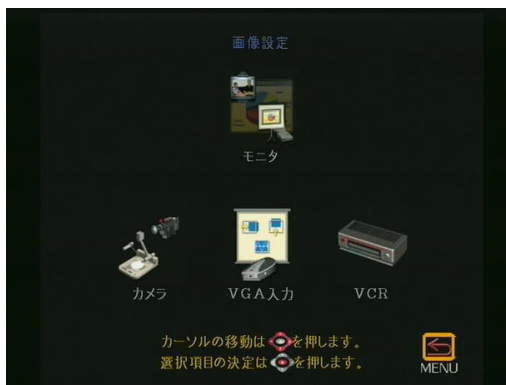 画像設定
モニタ
カメラ
VGA入力
VCR
カーソルの移動は を押します。
選択項目の決定は を押します。
MENU